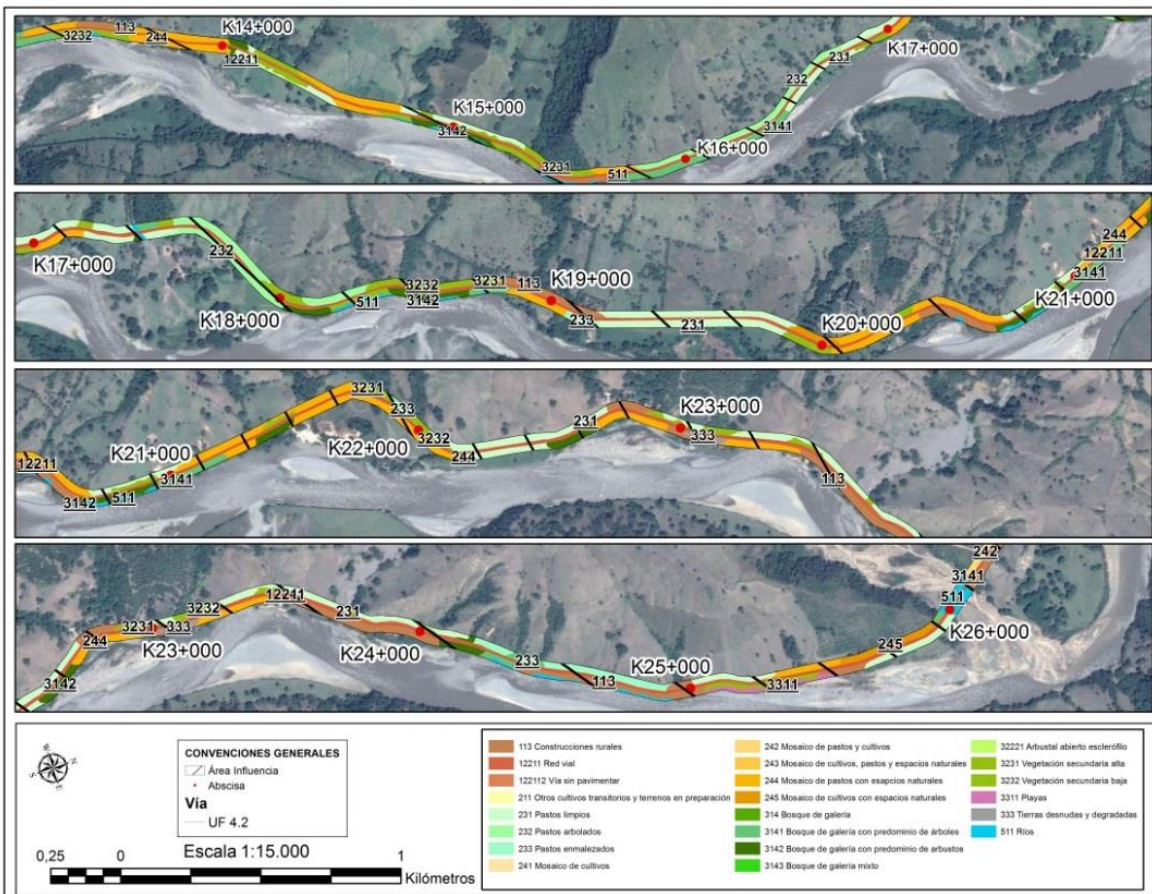 3232
113
244
K14+000
12211
K15+000
3142
3231
511
K16+000
3141
232
231
K17+000
K17+000
232
K18+000
511
3232
3142
3231
113
K19+000
233
231
K20+000
K21+000
3141
12211
244
12211
3142
511
K21+000
3141
3231
233
K22+000
3232
244
231
K23+000
333
113
3142
244
3231
333
K23+000
3232
12211
231
K24+000
233
113
K25+000
3311
245
K26+000
511
3141
242
N
E
S
W
CONVENCIONES GENERALES
Área Influencia
Abscisa
Vía
UF 4.2
Escala 1:15.000
0,25 0 1
Kilómetros
113 Construcciones rurales
12211 Red vial
122112 Vía sin pavimentar
211 Otros cultivos transitorios y terrenos en preparación
231 Pastos limpios
232 Pastos arbolados
233 Pastos enmalezados
241 Mosaico de cultivos
242 Mosaico de pastos y cultivos
243 Mosaico de cultivos, pastos y espacios naturales
244 Mosaico de pastos con esapcios naturales
245 Mosaico de cultivos con espacios naturales
314 Bosque de galería
3141 Bosque de galería con predominio de árboles
3142 Bosque de galería con predominio de arbustos
3143 Bosque de galería mixto
32221 Arbustal abierto esclerófilo
3231 Vegetación secundaria alta
3232 Vegetación secundaria baja
3311 Playas
333 Tierras desnudas y degradadas
511 Ríos